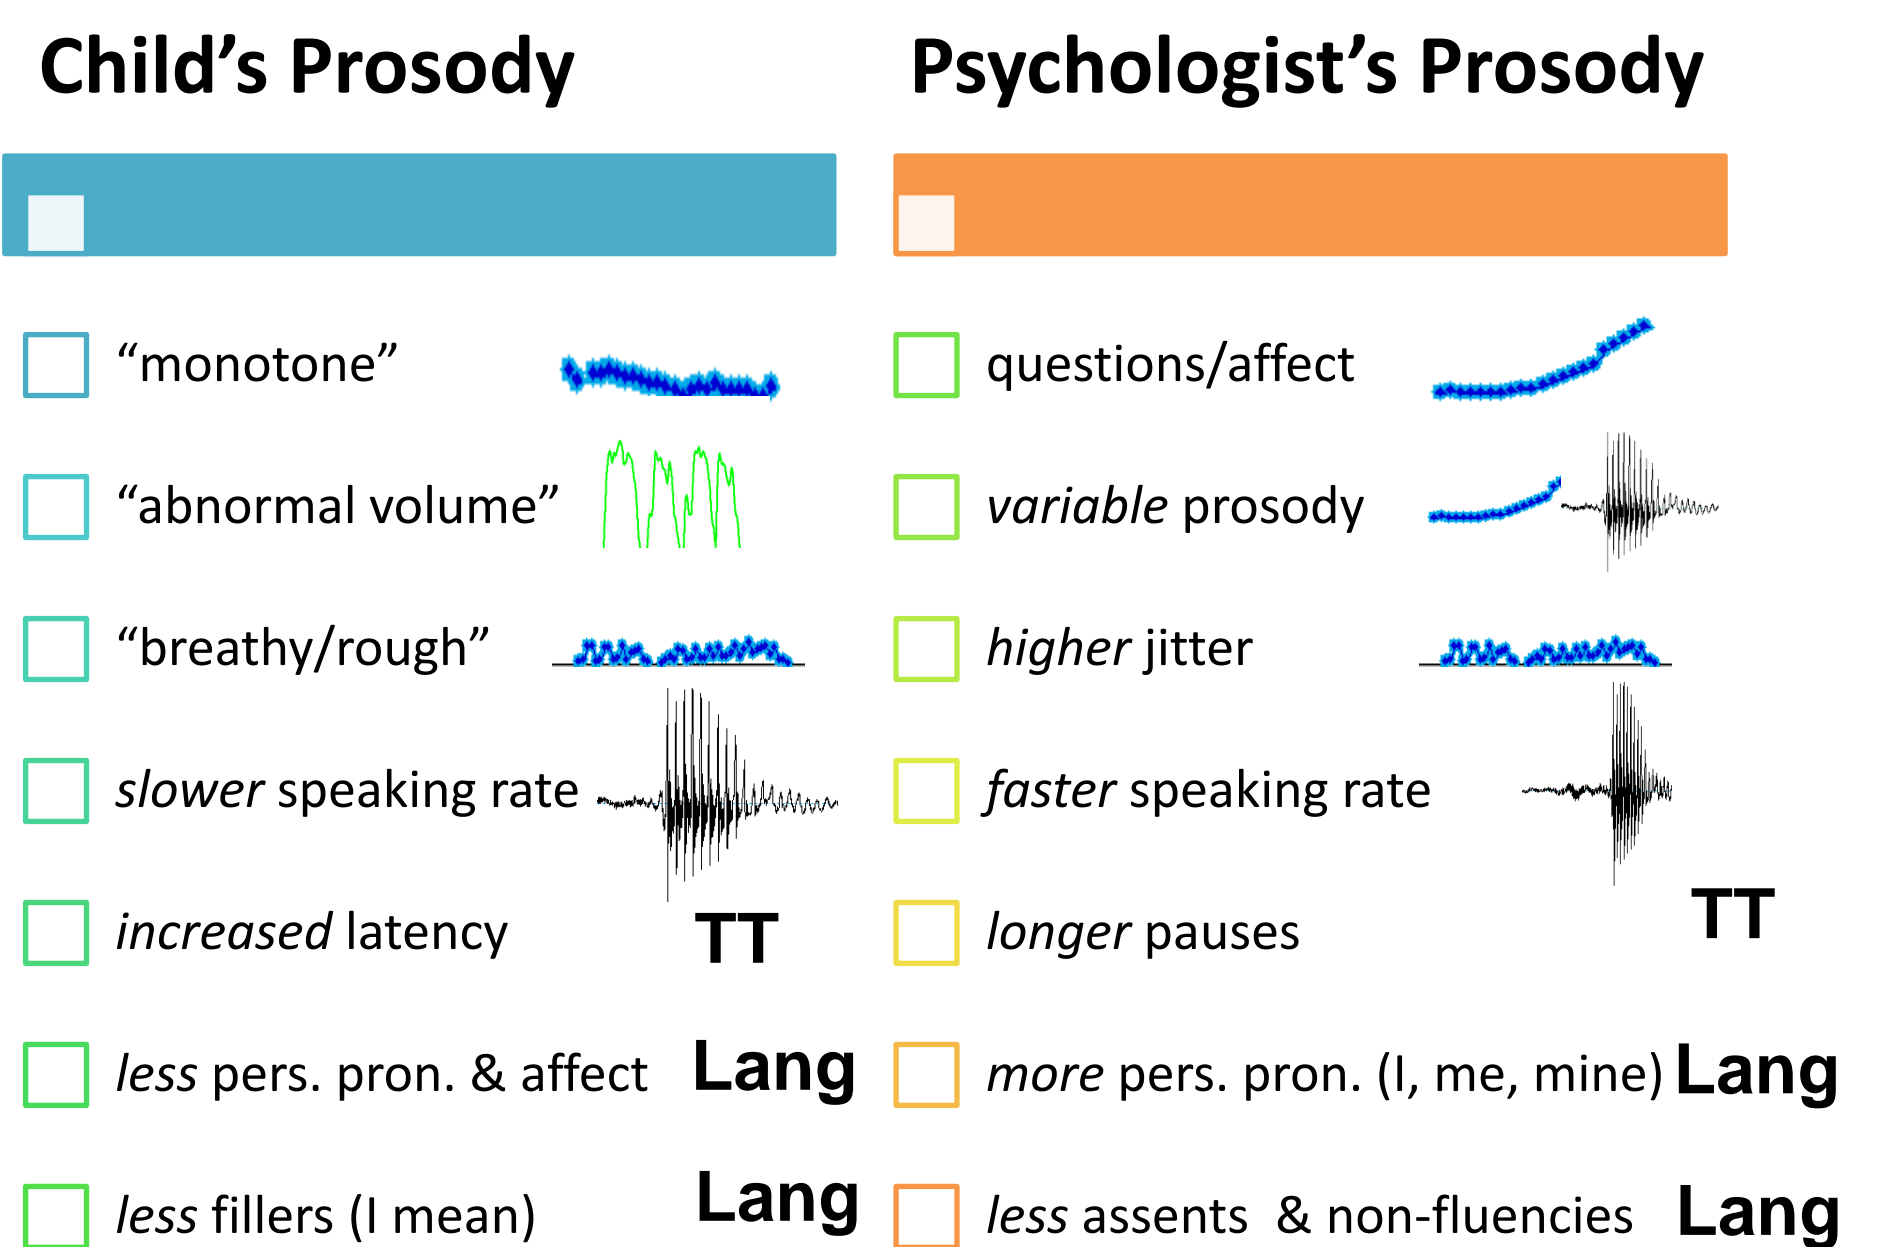 Child’s Prosody
“monotone”
“abnormal volume”
“breathy/rough”
slower speaking rate
increased latency TT
less pers. pron. & affect Lang
less fillers (I mean) Lang
Psychologist’s Prosody
questions/affect
variable prosody
higher jitter
faster speaking rate
longer pauses TT
more pers. pron. (I, me, mine) Lang
less assents & non-fluencies Lang